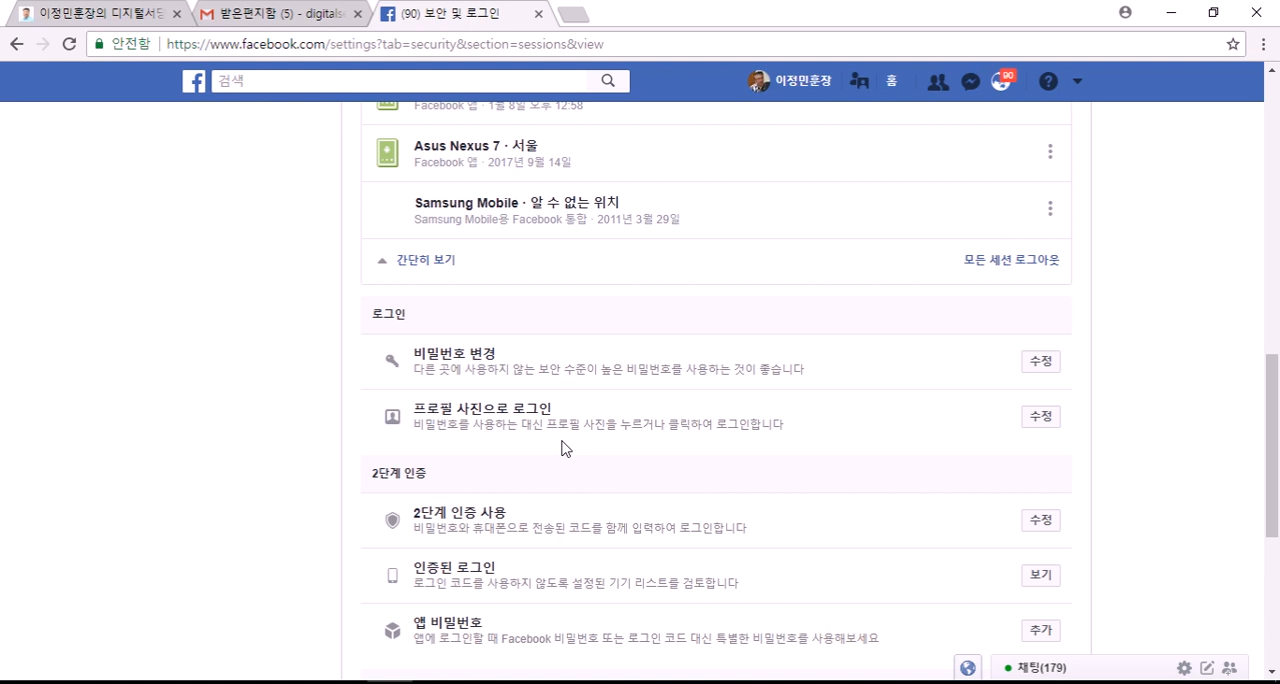 이정민훈장의 디지털서당
받은편지함 (5) - digitals
(90) 보안 및 로그인
안전함
https://www.facebook.com/settings?tab=security&section=sessions&view
검색
이정민훈장
홈
90
Facebook 앱 · 1월 8일 오후 12:58
Asus Nexus 7 · 서울
Facebook 앱 · 2017년 9월 14일
Samsung Mobile · 알 수 없는 위치
Samsung Mobile용 Facebook 통합 · 2011년 3월 29일
간단히 보기
모든 세션 로그아웃
로그인
비밀번호 변경
다른 곳에 사용하지 않는 보안 수준이 높은 비밀번호를 사용하는 것이 좋습니다
수정
프로필 사진으로 로그인
비밀번호를 사용하는 대신 프로필 사진을 누르거나 클릭하여 로그인합니다
수정
2단계 인증
2단계 인증 사용
비밀번호와 휴대폰으로 전송된 코드를 함께 입력하여 로그인합니다
수정
인증된 로그인
로그인 코드를 사용하지 않도록 설정된 기기 리스트를 검토합니다
보기
앱 비밀번호
앱에 로그인할 때 Facebook 비밀번호 또는 로그인 코드 대신 특별한 비밀번호를 사용해보세요
추가
채팅(179)